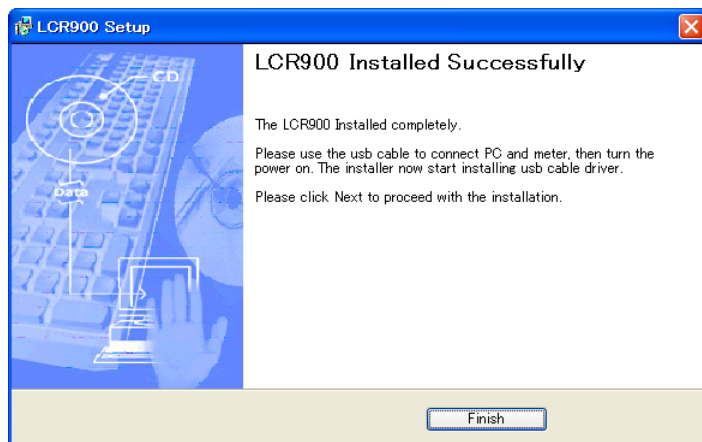 LCR900 Setup
CD
Data
LCR900 Installed Successfully
The LCR900 Installed completely.
Please use the usb cable to connect PC and meter, then turn the
power on. The installer now start installing usb cable driver.
Please click Next to proceed with the installation.
Finish